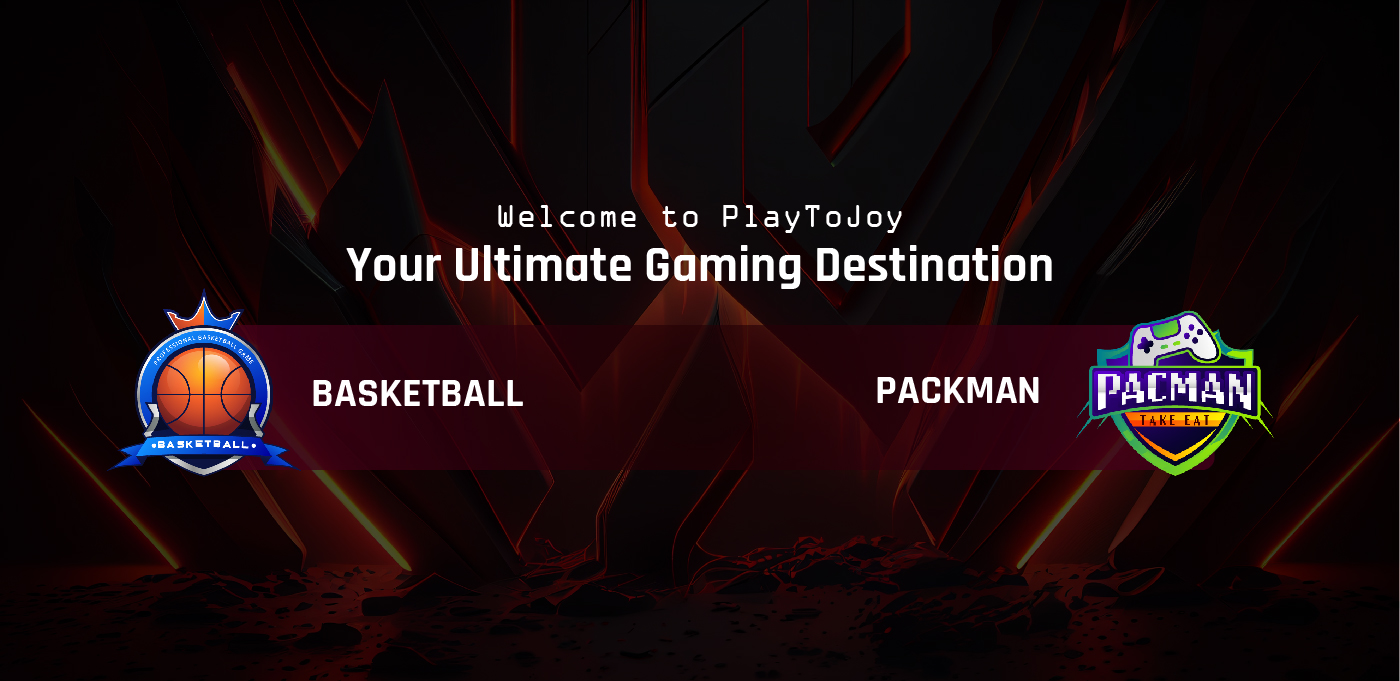 Welcome to PlayToJoy
Your Ultimate Gaming Destination
PROFESSIONAL BASKETBALL GAME
•BASKETBALL•
BASKETBALL
PACKMAN
PACMAN
TAKE EAT